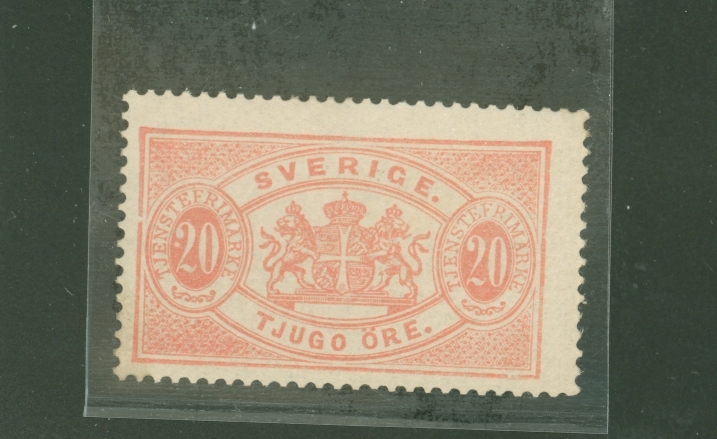 SVERIGE.
TJENSTEFRIMÄRKE
20
TJENSTEFRIMÄRKE
20
TJUGO ÖRE.